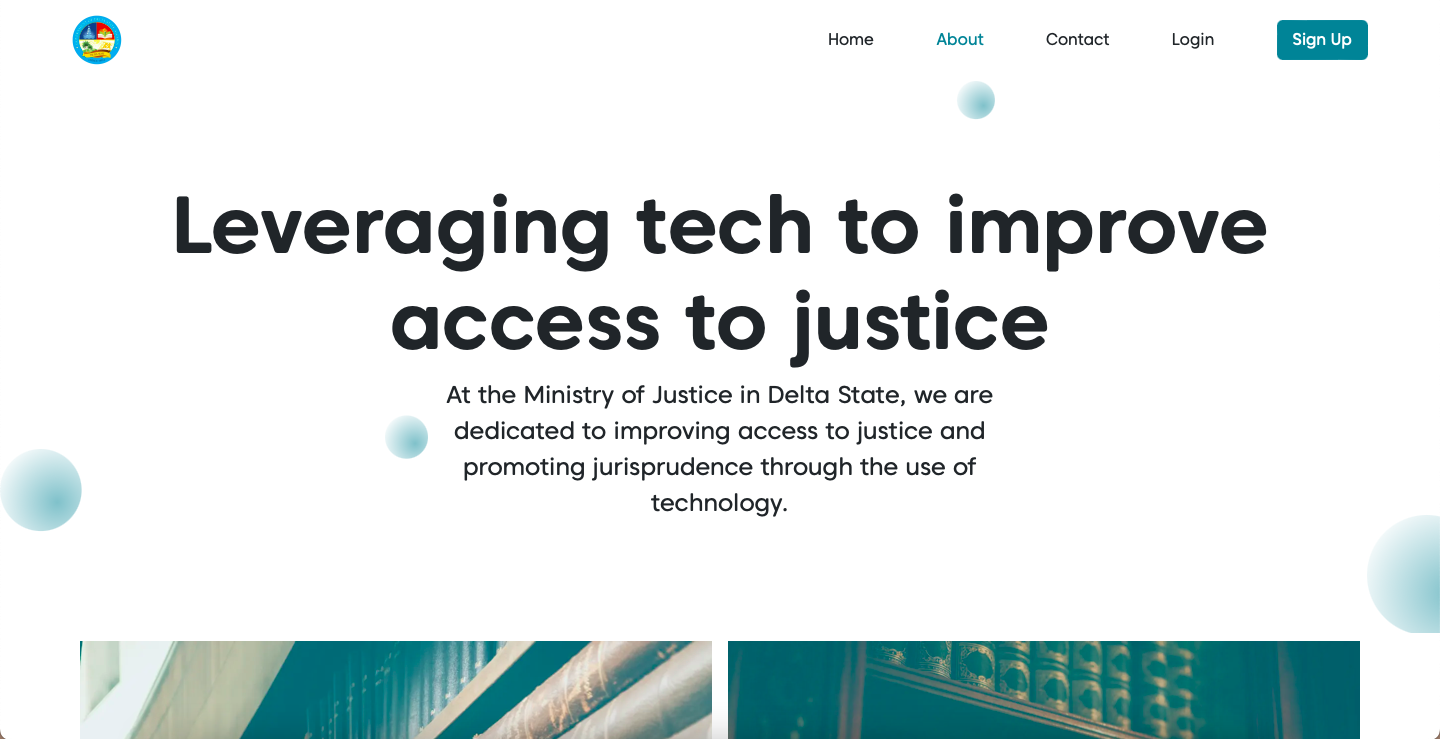 Home About Contact Login Sign Up
Leveraging tech to improve
access to justice
At the Ministry of Justice in Delta State, we are
dedicated to improving access to justice and
promoting jurisprudence through the use of
technology.